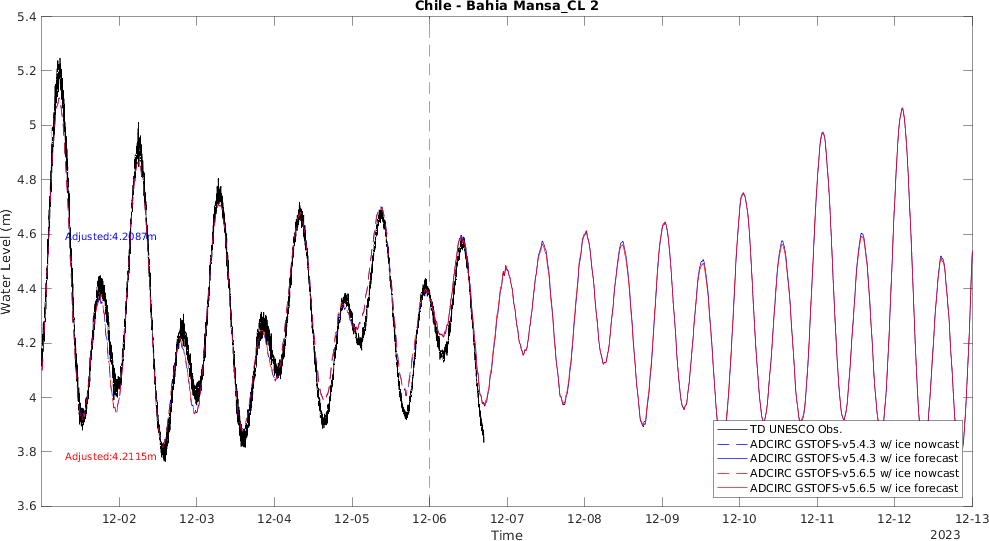 Chile - Bahia Mansa_CL 2
Water Level (m)
5.4
5.2
5
4.8
4.6
4.4
4.2
4
3.8
3.6
Adjusted:4.2087m
Adjusted:4.2115m
TD UNESCO Obs.
ADCIRC GSTOFS-v5.4.3 w/ ice nowcast
ADCIRC GSTOFS-v5.4.3 w/ ice forecast
ADCIRC GSTOFS-v5.6.5 w/ ice nowcast
ADCIRC GSTOFS-v5.6.5 w/ ice forecast
12-02 12-03 12-04 12-05 12-06 12-07 12-08 12-09 12-10 12-11 12-12 12-13
Time
2023